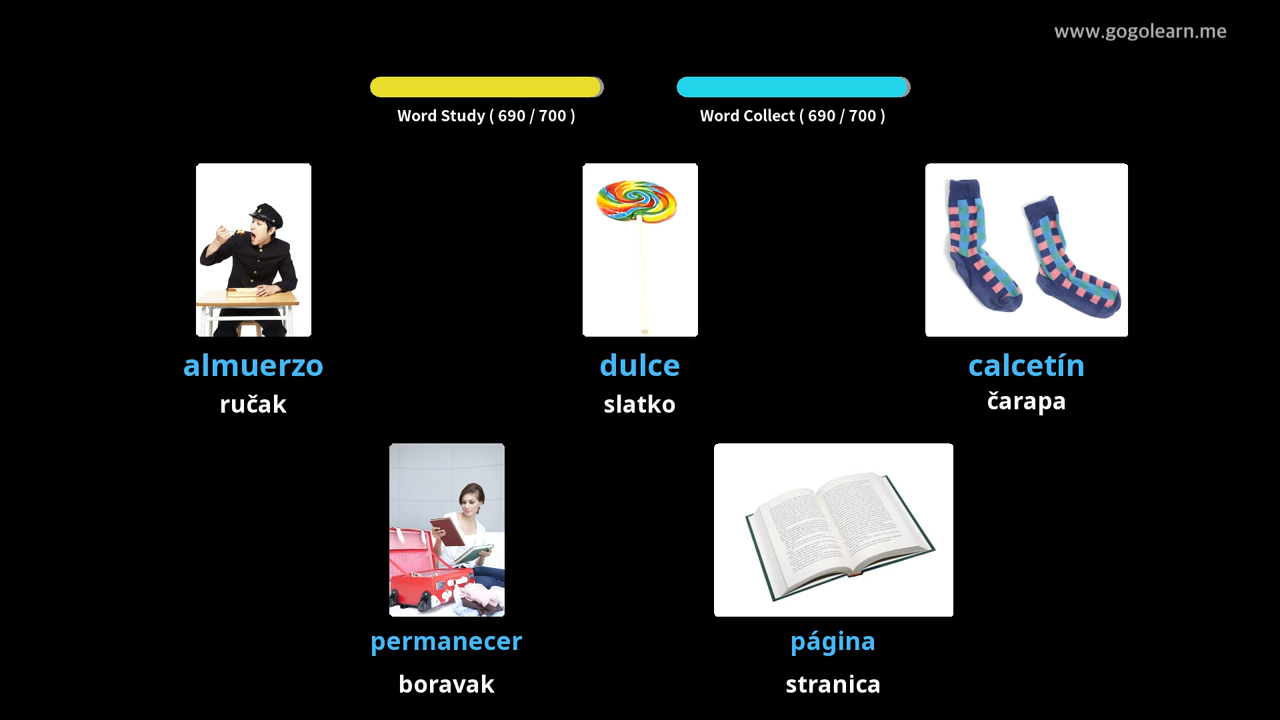 www.gogolearn.me
Word Study ( 690 / 700 )
Word Collect ( 690 / 700 )
almuerzo
ručak
dulce
slatko
calcetín
čarapa
permanecer
boravak
página
stranica